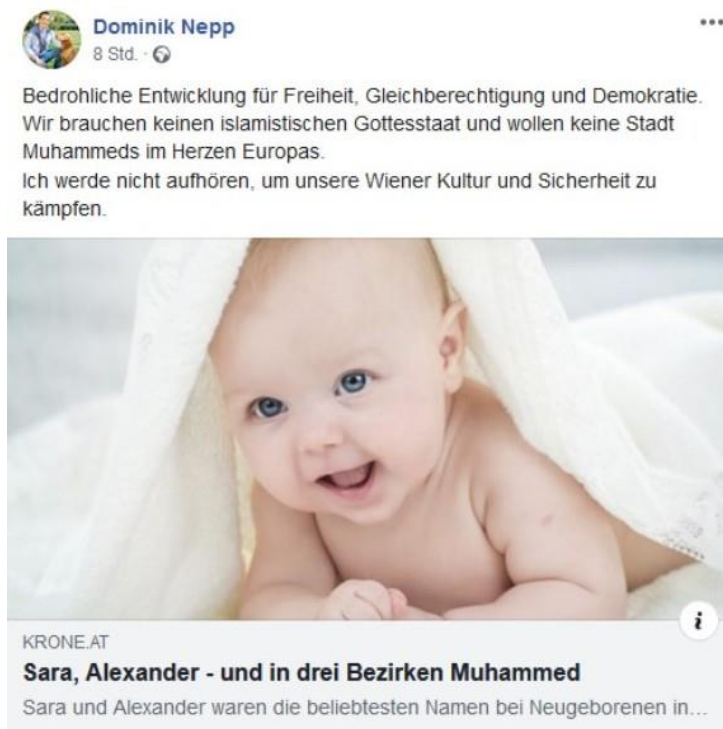 Dominik Nepp
8 Std. ·
Bedrohliche Entwicklung für Freiheit, Gleichberechtigung und Demokratie.
Wir brauchen keinen islamistischen Gottesstaat und wollen keine Stadt
Muhammeds im Herzen Europas.
Ich werde nicht aufhören, um unsere Wiener Kultur und Sicherheit zu
kämpfen.
i
KRONE.AT
Sara, Alexander - und in drei Bezirken Muhammed
Sara und Alexander waren die beliebtesten Namen bei Neugeborenen in...